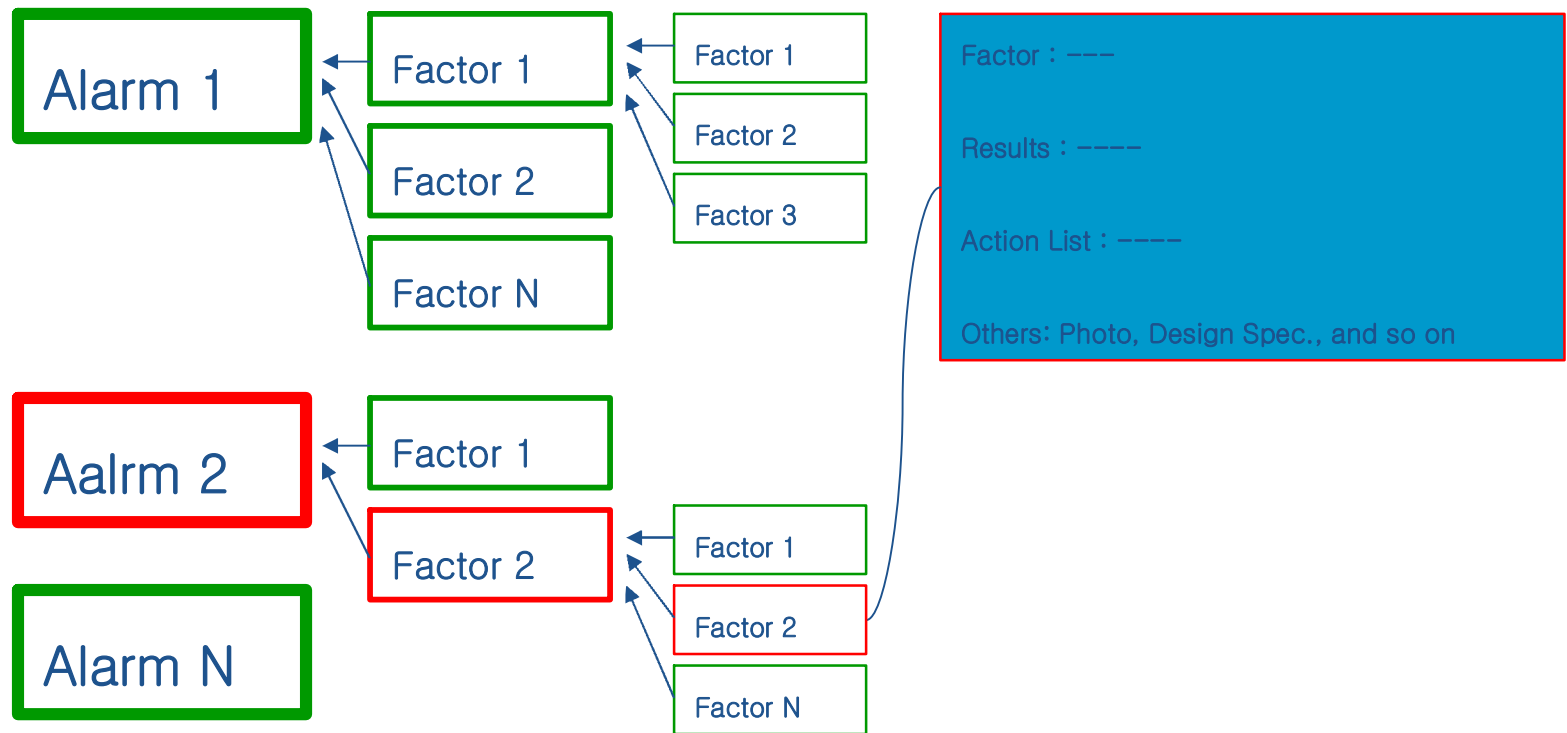 Alarm 1
Factor 1
Factor 2
Factor N
Factor 1
Factor 2
Factor 3
Factor : ---
Results : ----
Action List : ----
Others: Photo, Design Spec., and so on
Aalrm 2
Factor 1
Factor 2
Factor 1
Factor 2
Factor N
Alarm N